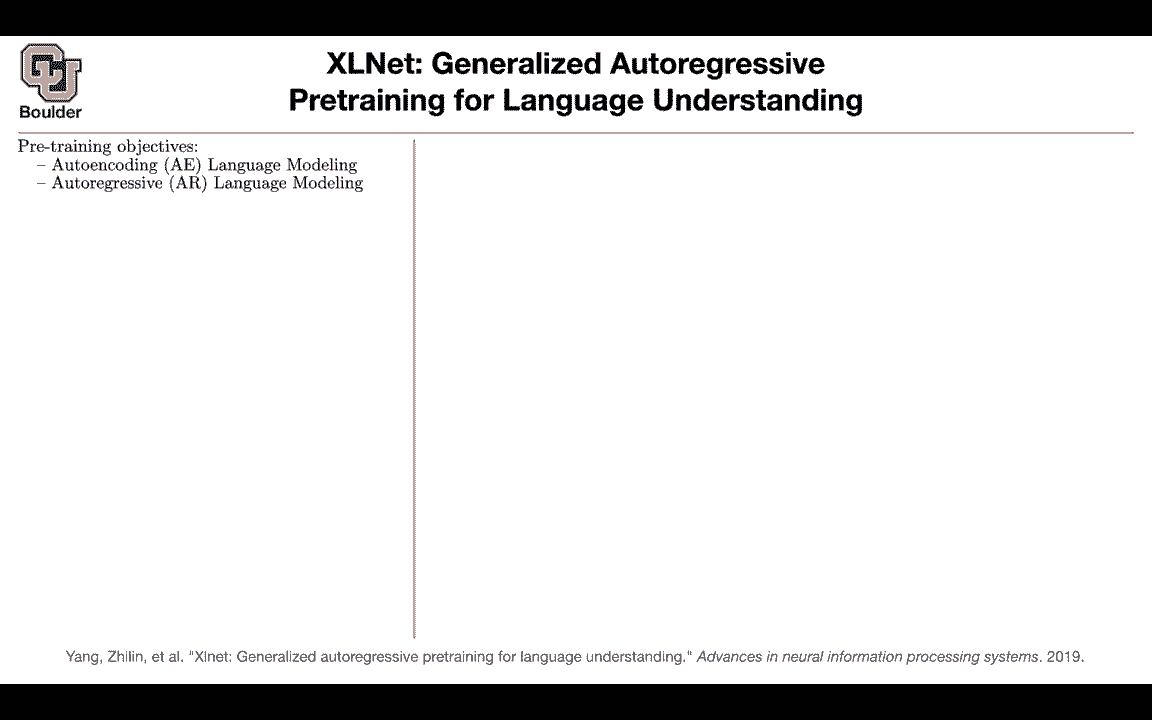 CU
Boulder
XLNet: Generalized Autoregressive
Pretraining for Language Understanding
Pre-training objectives:
– Autoencoding (AE) Language Modeling
– Autoregressive (AR) Language Modeling
Yang, Zhilin, et al. "Xlnet: Generalized autoregressive pretraining for language understanding." Advances in neural information processing systems. 2019.